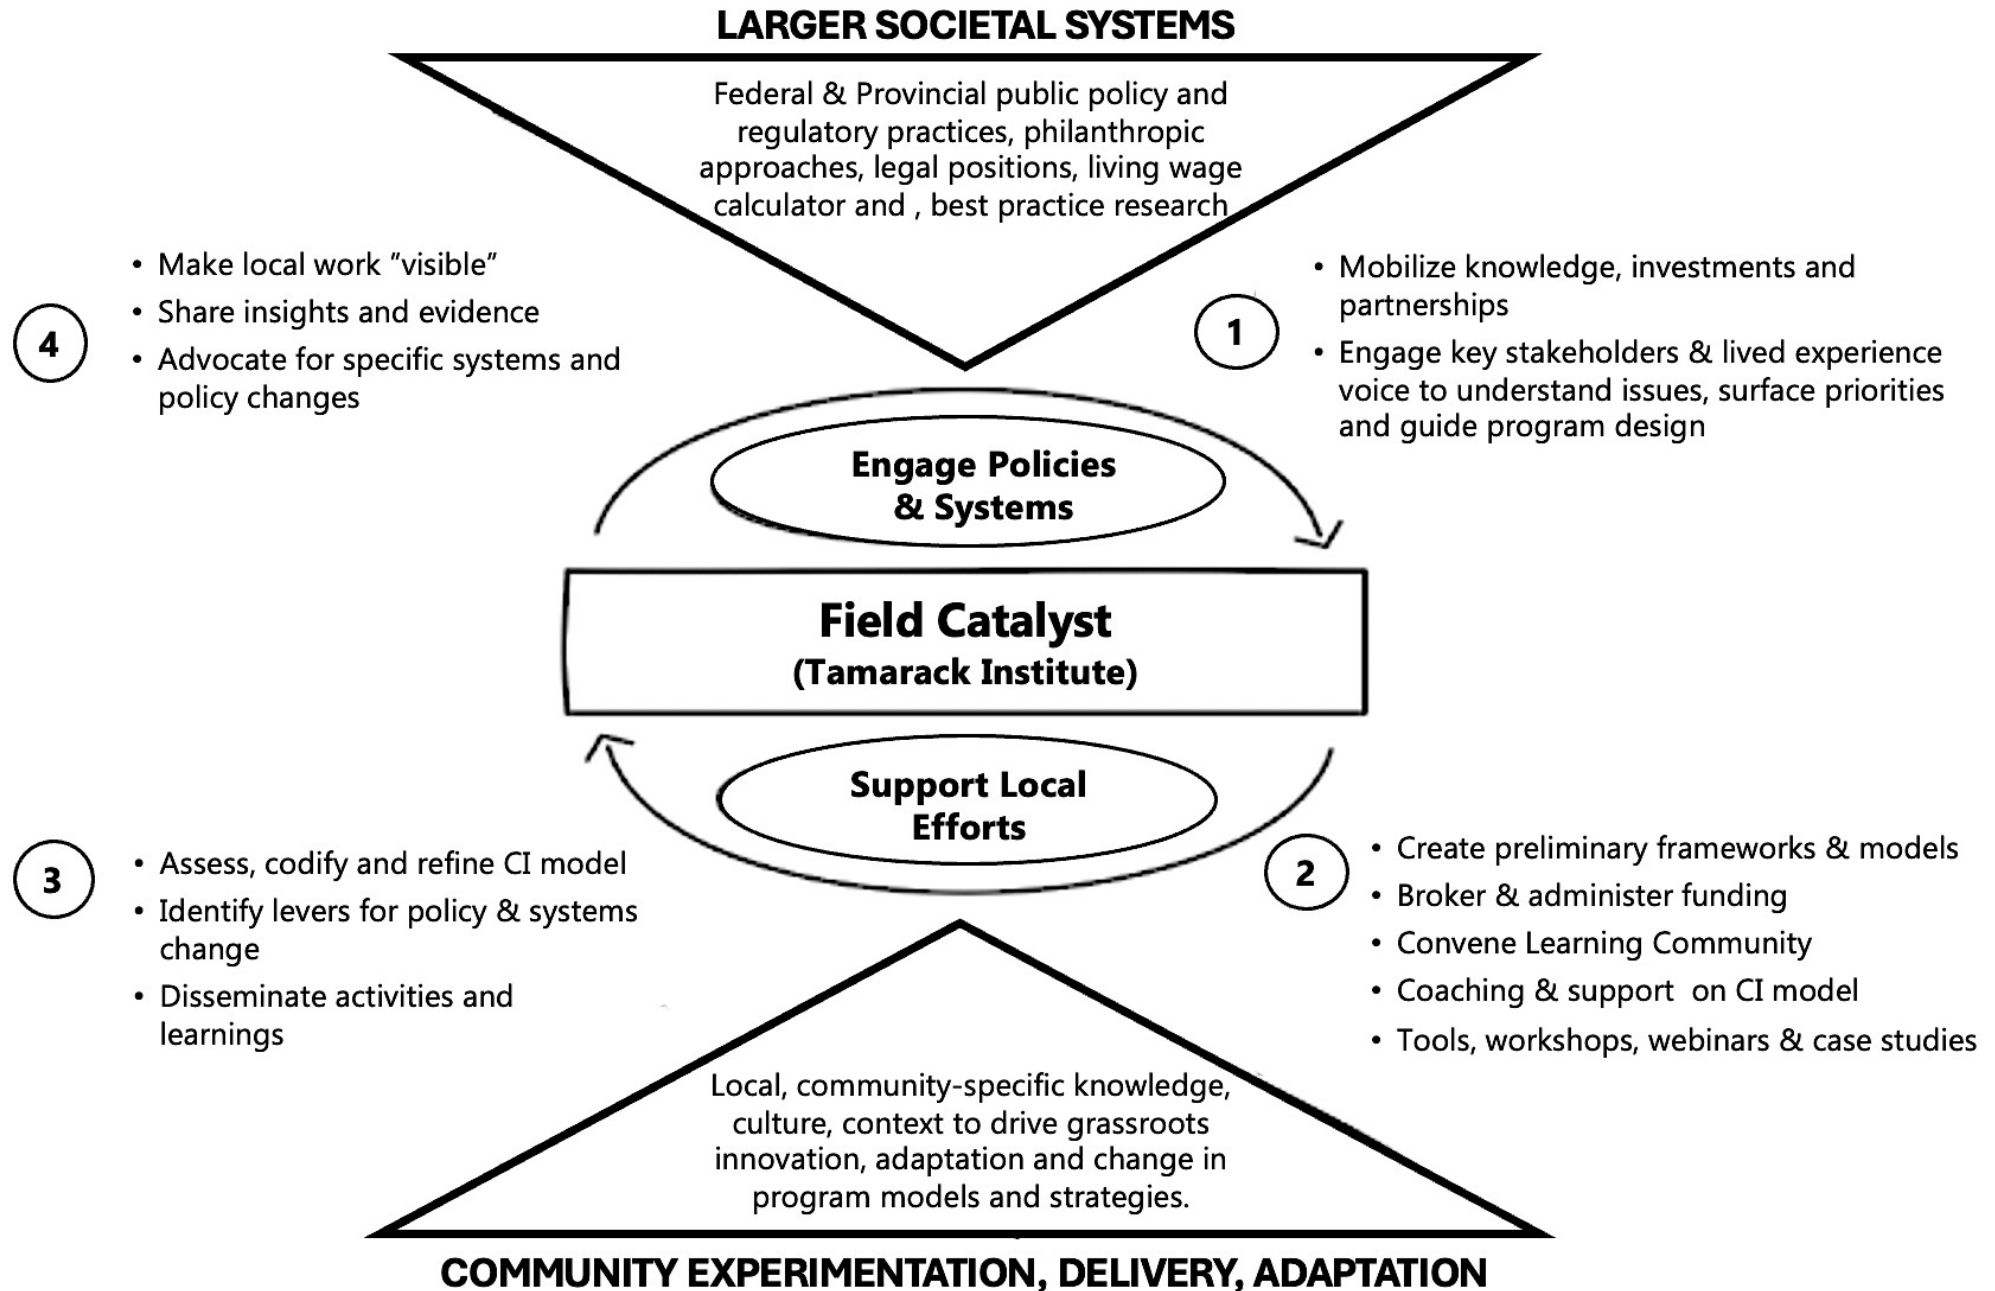 LARGER SOCIETAL SYSTEMS
Federal & Provincial public policy and
regulatory practices, philanthropic
approaches, legal positions, living wage
calculator and , best practice research
4
• Make local work "visible"
• Share insights and evidence
• Advocate for specific systems and
policy changes
1
• Mobilize knowledge, investments and
partnerships
• Engage key stakeholders & lived experience
voice to understand issues, surface priorities
and guide program design
Engage Policies
& Systems
Field Catalyst
(Tamarack Institute)
Support Local
Efforts
3
• Assess, codify and refine CI model
• Identify levers for policy & systems
change
• Disseminate activities and
learnings
2
• Create preliminary frameworks & models
• Broker & administer funding
• Convene Learning Community
• Coaching & support  on CI model
• Tools, workshops, webinars & case studies
Local, community-specific knowledge,
culture, context to drive grassroots
innovation, adaptation and change in
program models and strategies.
COMMUNITY EXPERIMENTATION, DELIVERY, ADAPTATION